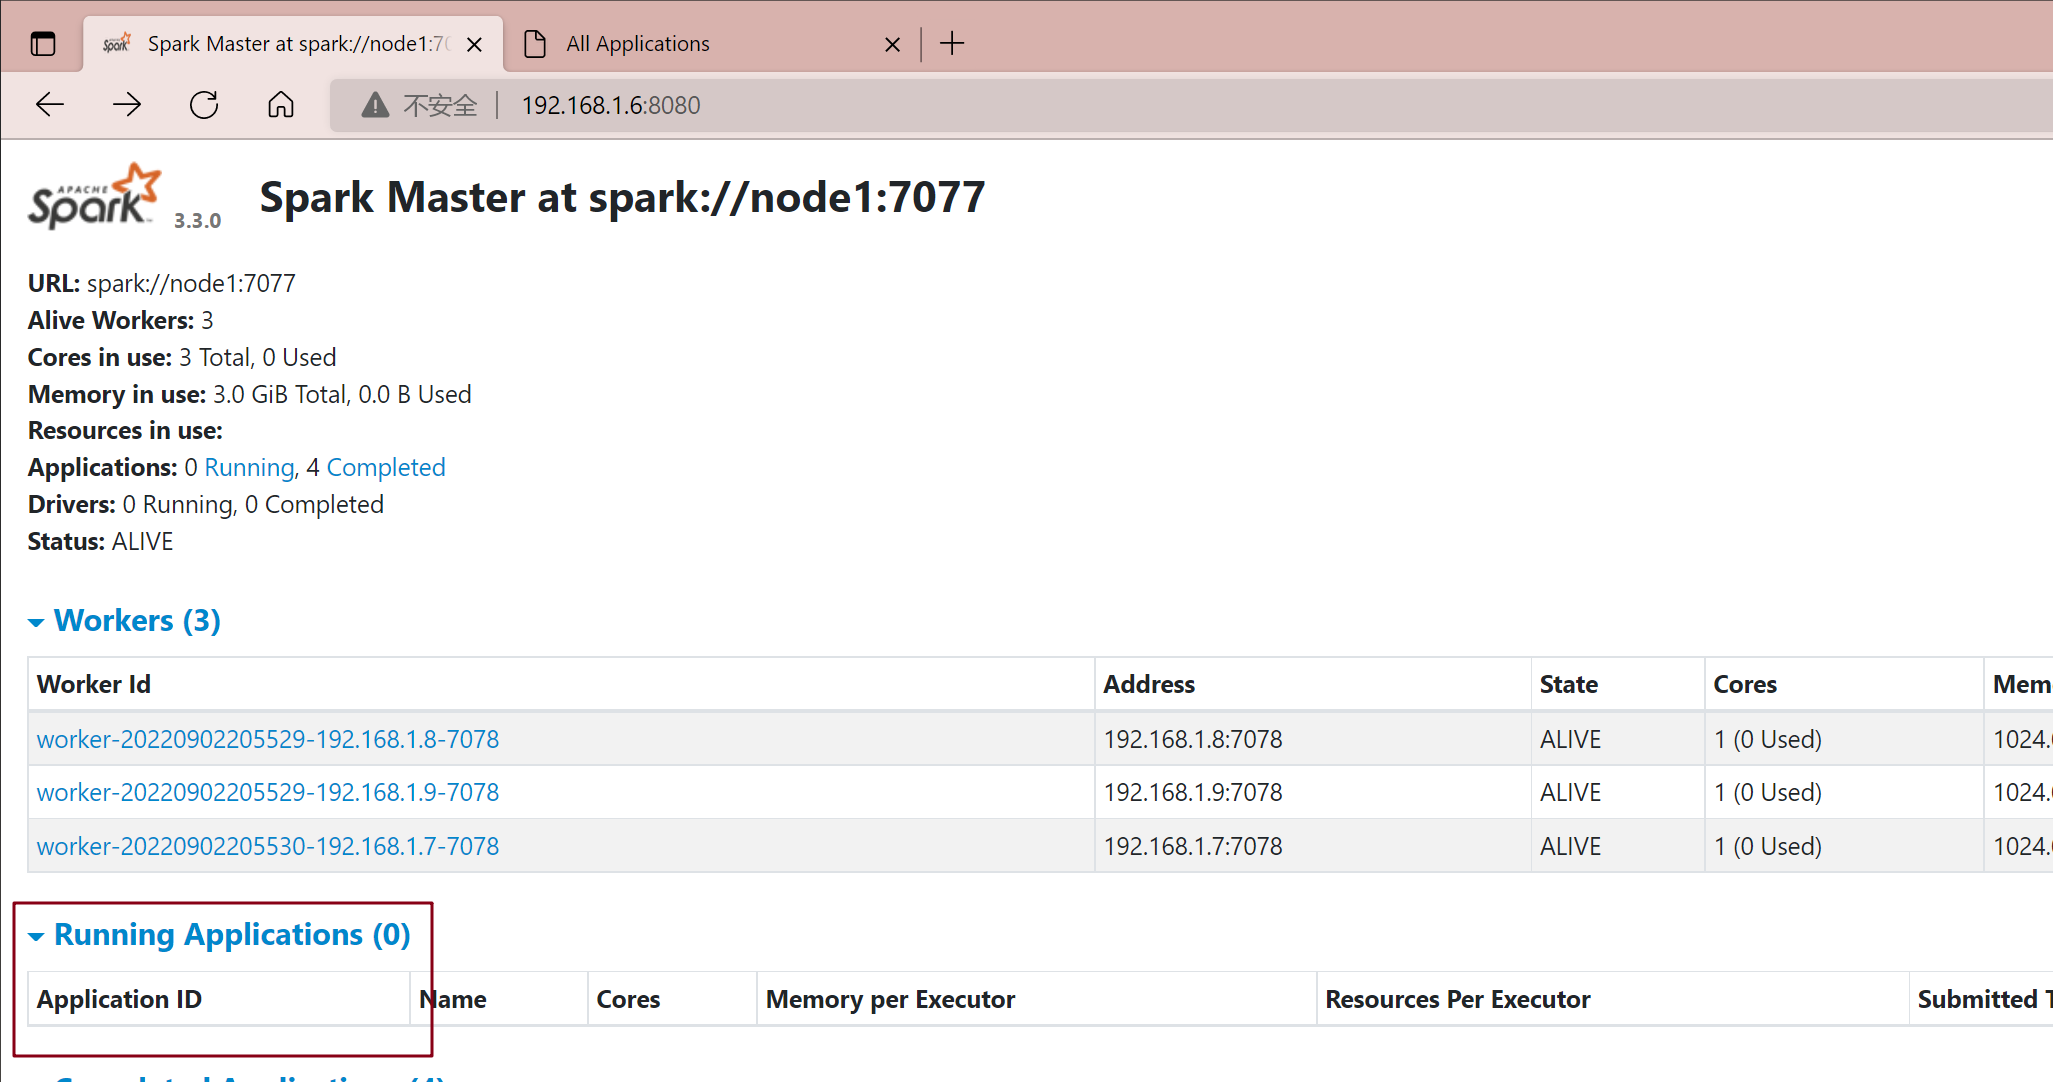 Spark Master at spark://node1:70
All Applications
不安全 192.168.1.6:8080
APACHE Spark 3.3.0
Spark Master at spark://node1:7077
URL: spark://node1:7077
Alive Workers: 3
Cores in use: 3 Total, 0 Used
Memory in use: 3.0 GiB Total, 0.0 B Used
Resources in use:
Applications: 0 Running, 4 Completed
Drivers: 0 Running, 0 Completed
Status: ALIVE
Workers (3)
Worker Id Address State Cores Mem
worker-20220902205529-192.168.1.8-7078 192.168.1.8:7078 ALIVE 1 (0 Used) 1024.
worker-20220902205529-192.168.1.9-7078 192.168.1.9:7078 ALIVE 1 (0 Used) 1024.
worker-20220902205530-192.168.1.7-7078 192.168.1.7:7078 ALIVE 1 (0 Used) 1024.
Running Applications (0)
Application ID Name Cores Memory per Executor Resources Per Executor Submitted T
Completed Applications (4)